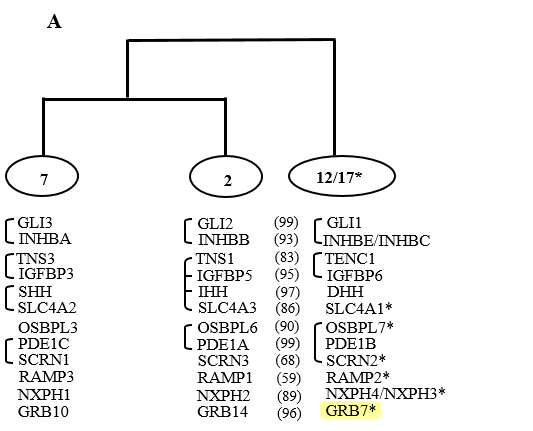 A
7 2 12/17*
GLI3 GLI2 (99) GLI1
INHBA INHBB (93) INHBE/INHBC
TNS3 TNS1 (83) TENC1
IGFBP3 IGFBP5 (95) IGFBP6
SHH IHH (97) DHH
SLC4A2 SLC4A3 (86) SLC4A1*
OSBPL3 OSBPL6 (90) OSBPL7*
PDE1C PDE1A (99) PDE1B
SCRN1 SCRN3 (68) SCRN2*
RAMP3 RAMP1 (59) RAMP2*
NXPH1 NXPH2 (89) NXPH4/NXPH3*
GRB10 GRB14 (96) GRB7*